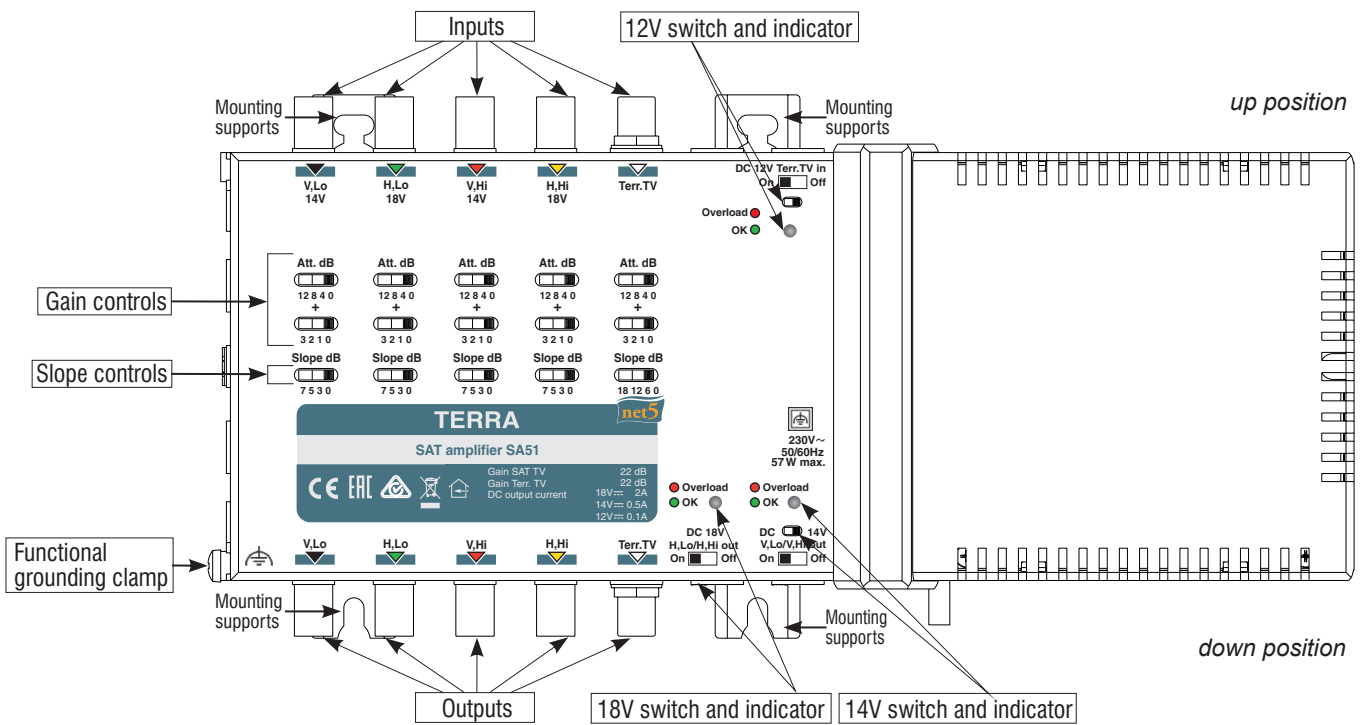 Inputs
12V switch and indicator
up position
Mounting
supports
Mounting
supports
V,Lo
14V
H,Lo
18V
V,Hi
14V
H,Hi
18V
Terr.TV
DC 12V Terr.TV in
On Off
Overload
OK
Gain controls
Att. dB Att. dB Att. dB Att. dB Att. dB
12 8 4 0 12 8 4 0 12 8 4 0 12 8 4 0 12 8 4 0
+ + + + +
3 2 1 0 3 2 1 0 3 2 1 0 3 2 1 0 3 2 1 0
Slope controls
Slope dB Slope dB Slope dB Slope dB Slope dB
7 5 3 0 7 5 3 0 7 5 3 0 7 5 3 0 18 12 6 0
TERRA
net5
SAT amplifier SA51
CE EAC
Gain SAT TV 22 dB
Gain Terr. TV 22 dB
DC output current 18V⎓ 2A
14V⎓ 0.5A
12V⎓ 0.1A
230V~
50/60Hz
57W max.
Overload
OK
Overload
OK
DC 18V
H,Lo/H,Hi out
On Off
DC 14V
V,Lo/V,Hi out
On Off
V,Lo H,Lo V,Hi H,Hi Terr.TV
Functional
grounding clamp
Mounting
supports
Mounting
supports
down position
Outputs
18V switch and indicator
14V switch and indicator